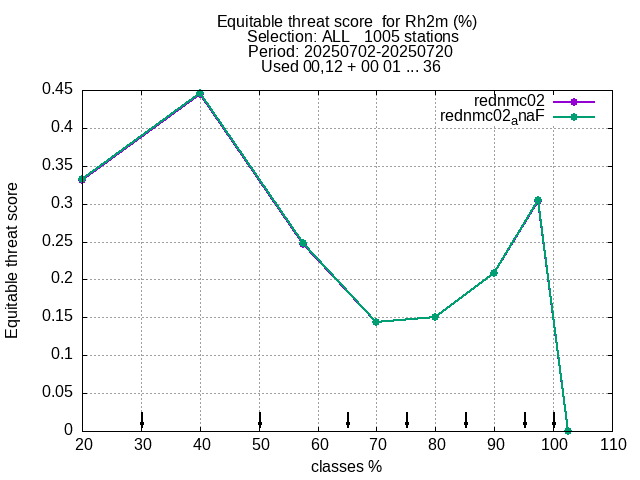 Equitable threat score  for Rh2m (%)
Selection: ALL   1005 stations
Period: 20250702-20250720
Used 00,12 + 00 01 ... 36
rednmc02
rednmc02anaF
Equitable threat score
0.45
0.4
0.35
0.3
0.25
0.2
0.15
0.1
0.05
0
20 30 40 50 60 70 80 90 100 110
classes %